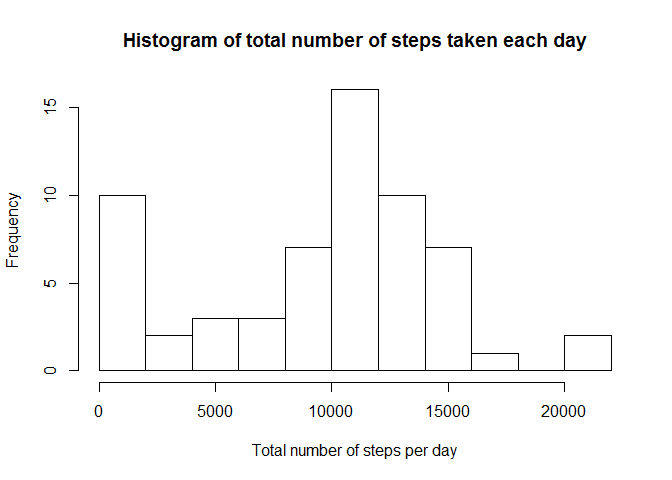 Histogram of total number of steps taken each day
Frequency
15
10
5
0
0 5000 10000 15000 20000
Total number of steps per day